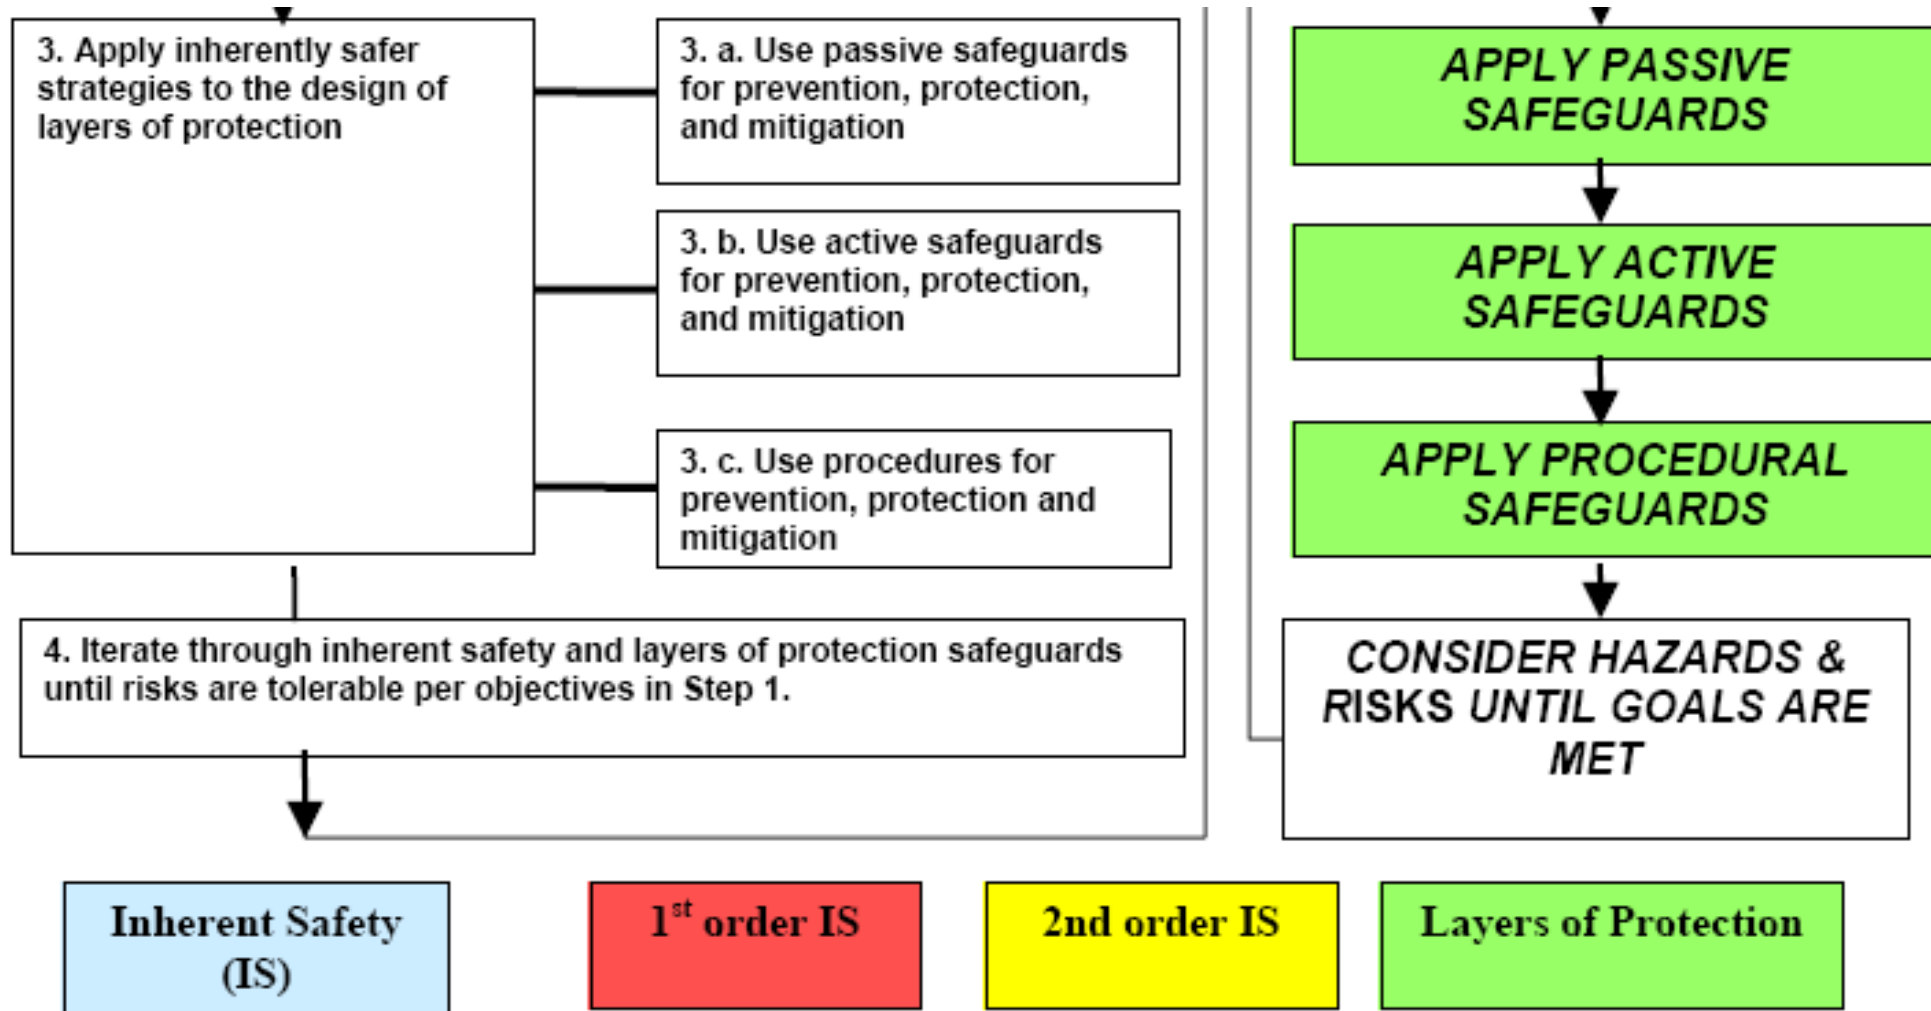 3. Apply inherently safer
strategies to the design of
layers of protection
3. a. Use passive safeguards
for prevention, protection,
and mitigation
3. b. Use active safeguards
for prevention, protection,
and mitigation
3. c. Use procedures for
prevention, protection and
mitigation
4. Iterate through inherent safety and layers of protection safeguards
until risks are tolerable per objectives in Step 1.
APPLY PASSIVE
SAFEGUARDS
APPLY ACTIVE
SAFEGUARDS
APPLY PROCEDURAL
SAFEGUARDS
CONSIDER HAZARDS &
RISKS UNTIL GOALS ARE
MET
Inherent Safety
(IS)
1st order IS
2nd order IS
Layers of Protection